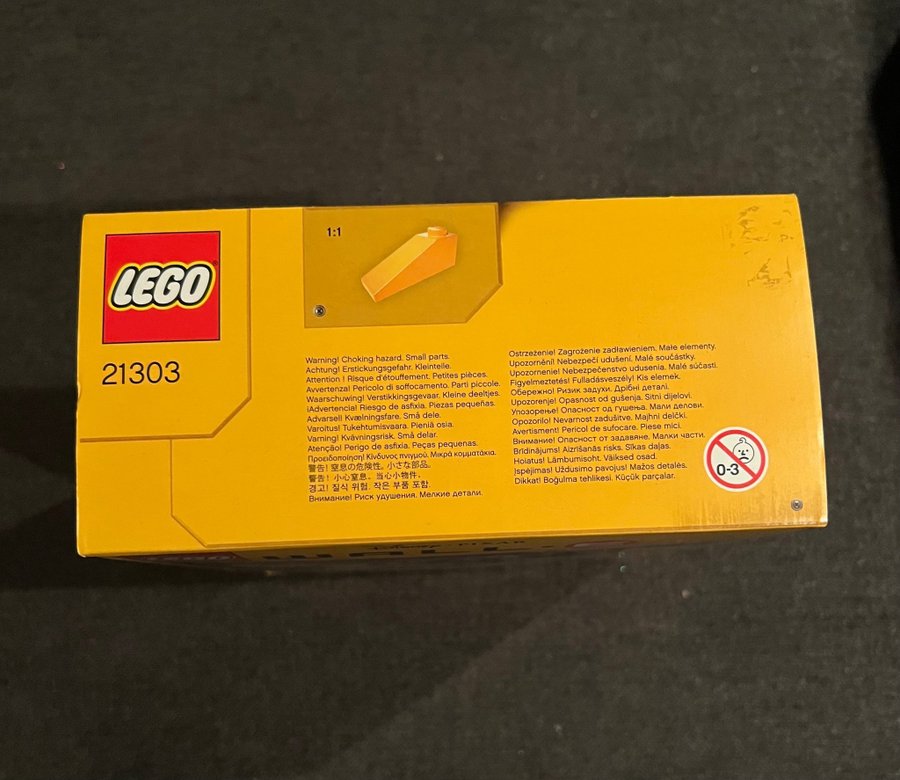 LEGO
®
21303
1:1
Warning! Choking hazard. Small parts.
Achtung! Erstickungsgefahr. Kleinteile.
Attention ! Risque d'étouffement. Petites pièces.
Avvertenza! Pericolo di soffocamento. Parti piccole.
Waarschuwing! Verstikkingsgevaar. Kleine deeltjes.
¡Advertencia! Riesgo de asfixia. Piezas pequeñas.
Advarsel! Kvælningsfare. Små dele.
Varoitus! Tukehtumisvaara. Pieniä osia.
Varning! Kvävningsrisk. Små delar.
Atenção! Perigo de asfixia. Peças pequenas.
Προειδοποίηση! Κίνδυνος πνιγμού. Μικρά κομματάκια.
警告! 窒息の危険性。小さな部品。
警告! 小心窒息。当心小物件。
경고! 질식 위험. 작은 부품 포함.
Внимание! Риск удушения. Мелкие детали.
Ostrzeżenie! Zagrożenie zadławieniem. Małe elementy.
Upozornění! Nebezpečí udušení. Malé součástky.
Upozornenie! Nebezpečenstvo udusenia. Malé súčasti.
Figyelmeztetés! Fulladásveszély! Kis elemek.
Обережно! Ризик задухи. Дрібні деталі.
Upozorenje! Opasnost od gušenja. Sitni dijelovi.
Упозорење! Опасност од гушења. Мали делови.
Opozorilo! Nevarnost zadušitve. Majhni delčki.
Avertisment! Pericol de sufocare. Piese mici.
Внимание! Опасност от задавяне. Малки части.
Brīdinājums! Aizrīšanās risks. Sīkas daļas.
Hoiatus! Lämbumisoht. Väiksed osad.
Įspėjimas! Uždusimo pavojus! Mažos detalės.
Dikkat! Boğulma tehlikesi. Küçük parçalar.
0-3
Disney • PIXAR